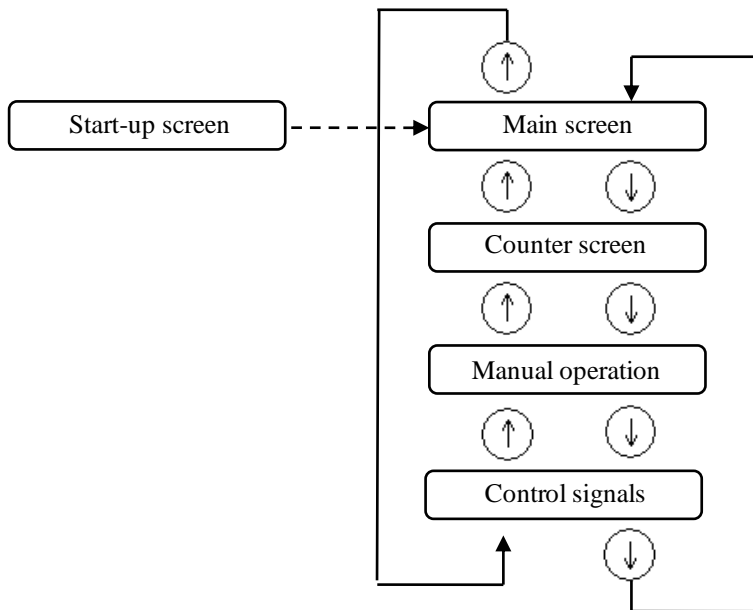 Start-up screen
Main screen
Counter screen
Manual operation
Control signals